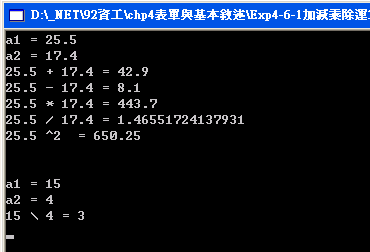 D:\_NET\92資工\chp4表單與基本敘述\Exp4-6-1加減乘除運
a1 = 25.5
a2 = 17.4
25.5 + 17.4 = 42.9
25.5 - 17.4 = 8.1
25.5 * 17.4 = 443.7
25.5 / 17.4 = 1.46551724137931
25.5 ^2  = 650.25
a1 = 15
a2 = 4
15 \ 4 = 3